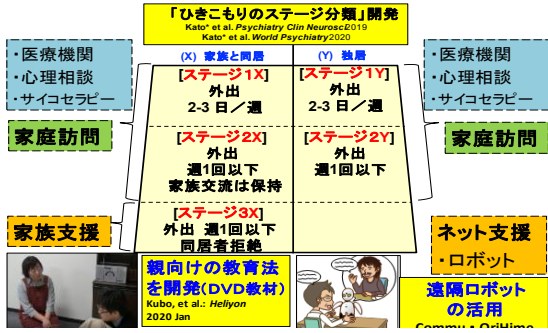 「ひきこもりのステージ分類」開発
Kato* et al. Psychiatry Clin Neurosci2019
Kato* et al. World Psychiatry2020
(X) 家族と同居
(Y) 独居
・医療機関
・心理相談
・サイコセラピー
家庭訪問
[ステージ1X]
外出
2-3 日/週
[ステージ1Y]
外出
2-3 日/週
・医療機関
・心理相談
・サイコセラピー
家庭訪問
[ステージ2X]
外出
週1回以下
家族交流は保持
[ステージ2Y]
外出
週1回以下
家族支援
[ステージ3X]
外出 週1回以下
同居者拒絶
ネット支援
・ロボット
親向けの教育法
を開発(DVD教材)
Kubo, et al.: Heliyon
2020 Jan
遠隔ロボット
の活用
Commu・OriHime